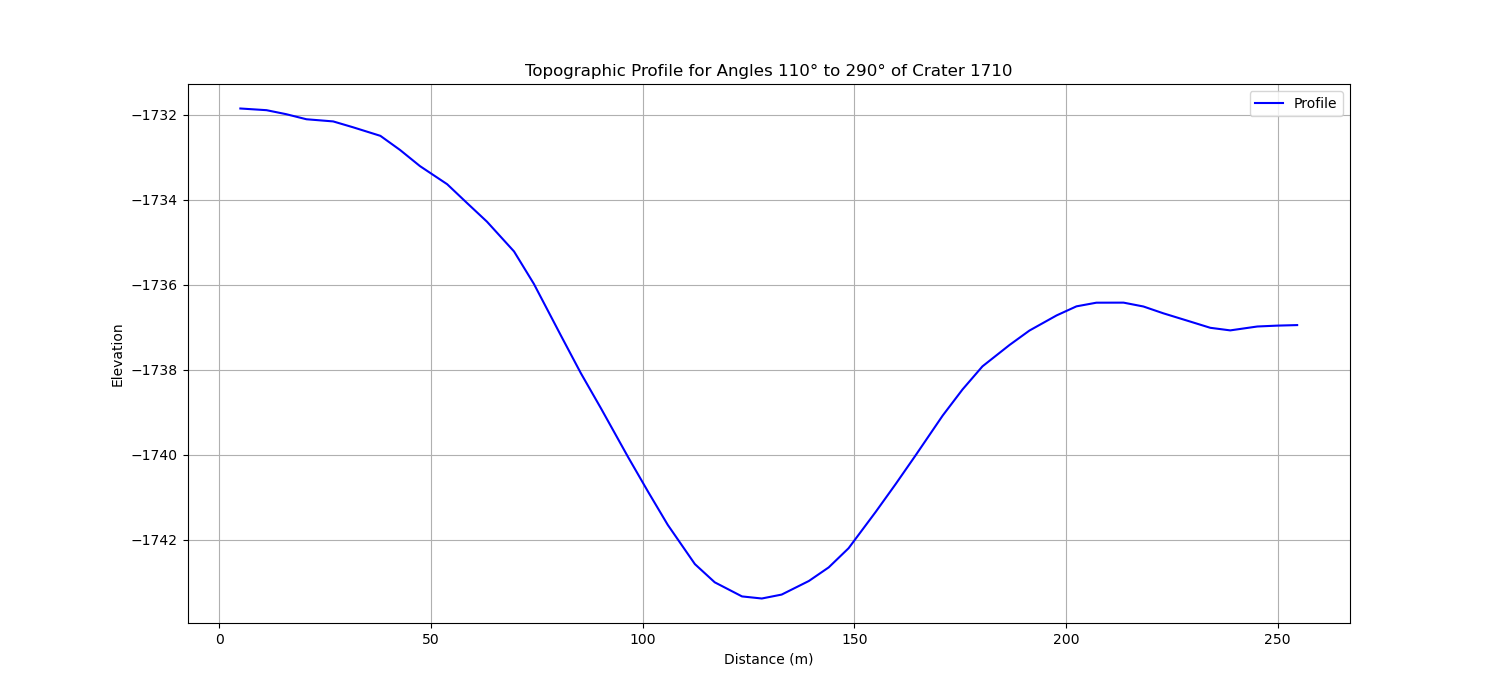 Topographic Profile for Angles 110° to 290° of Crater 1710
Profile
−1732
−1734
−1736
−1738
−1740
−1742
Elevation
0 50 100 150 200 250
Distance (m)